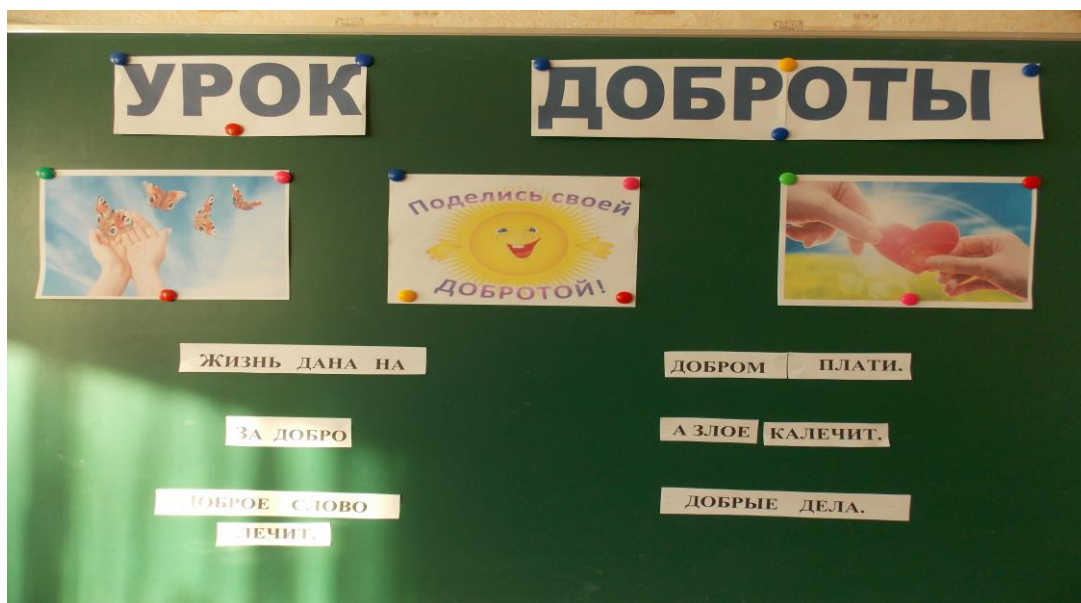 УРОК ДОБРОТЫ
Поделись своей
ДОБРОТОЙ!
ЖИЗНЬ ДАНА НА
ДОБРОМ ПЛАТИ.
ЗА ДОБРО
А ЗЛОЕ КАЛЕЧИТ.
ДОБРОЕ СЛОВО
ЛЕЧИТ.
ДОБРЫЕ ДЕЛА.